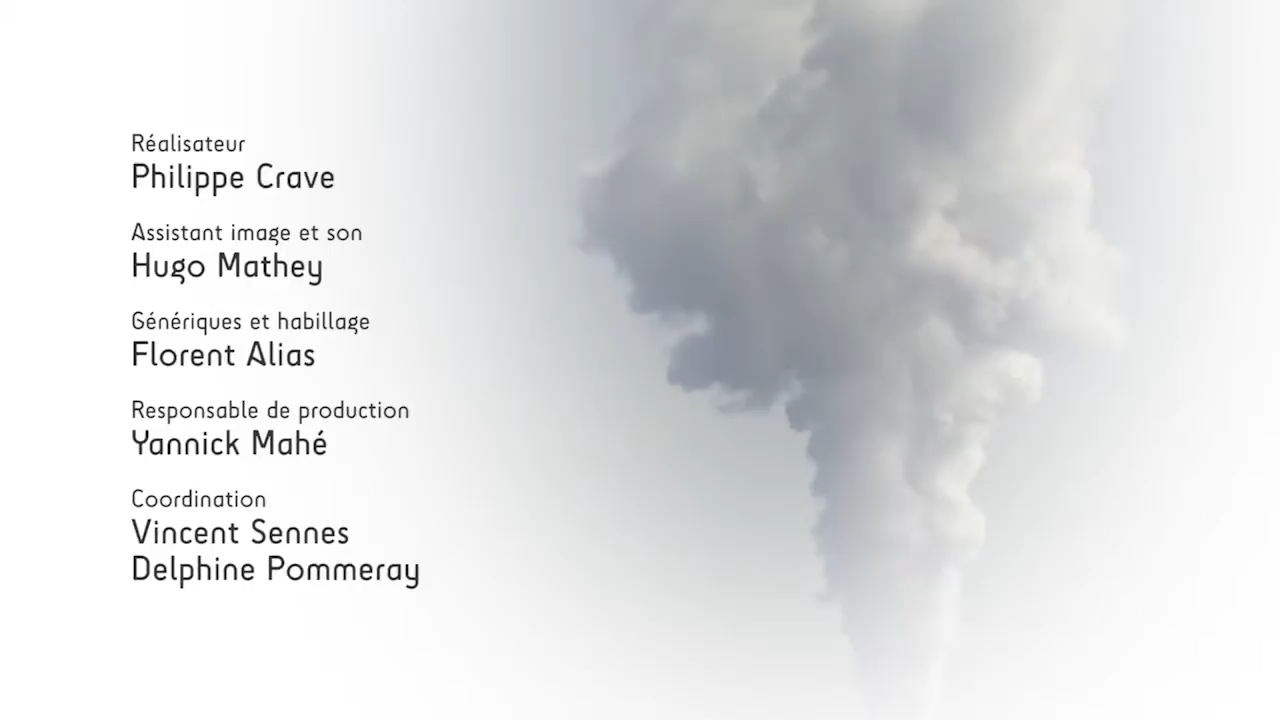 Réalisateur
Philippe Crave
Assistant image et son
Hugo Mathey
Génériques et habillage
Florent Alias
Responsable de production
Yannick Mahé
Coordination
Vincent Sennes
Delphine Pommeray